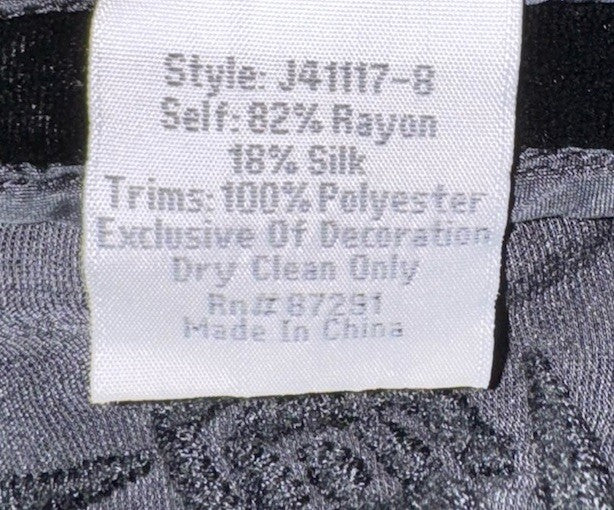 Style: J41117-8
Self: 82% Rayon
18% Silk
Trims: 100% Polyester
Exclusive Of Decoration
Dry Clean Only
Rn# 87291
Made In China